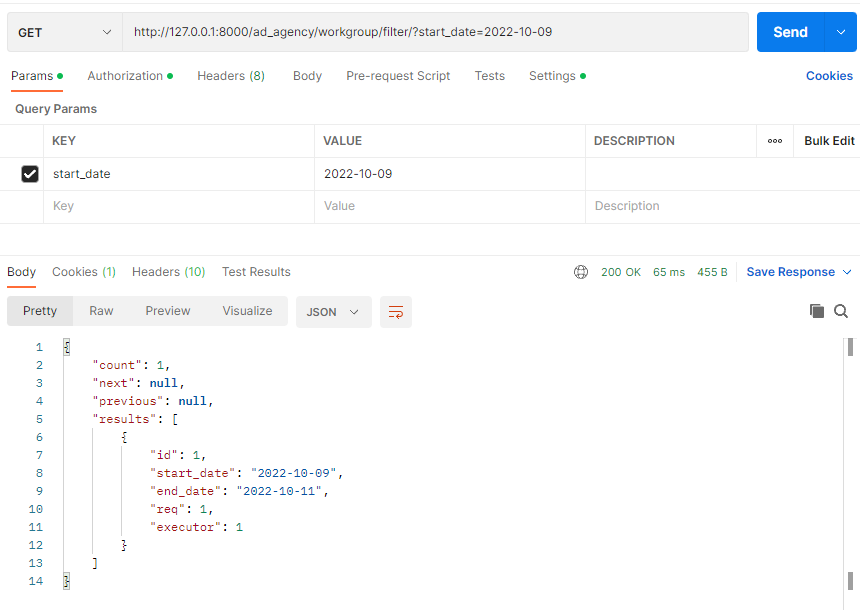 GET http://127.0.0.1:8000/ad_agency/workgroup/filter/?start_date=2022-10-09 Send
Params Authorization Headers (8) Body Pre-request Script Tests Settings Cookies
Query Params
KEY VALUE DESCRIPTION ooo Bulk Edit
start_date 2022-10-09
Key Value Description
Body Cookies (1) Headers (10) Test Results 200 OK 65 ms 455 B Save Response
Pretty Raw Preview Visualize JSON
1 {
2 "count": 1,
3 "next": null,
4 "previous": null,
5 "results": [
6 {
7 "id": 1,
8 "start_date": "2022-10-09",
9 "end_date": "2022-10-11",
10 "req": 1,
11 "executor": 1
12 }
13 ]
14 }